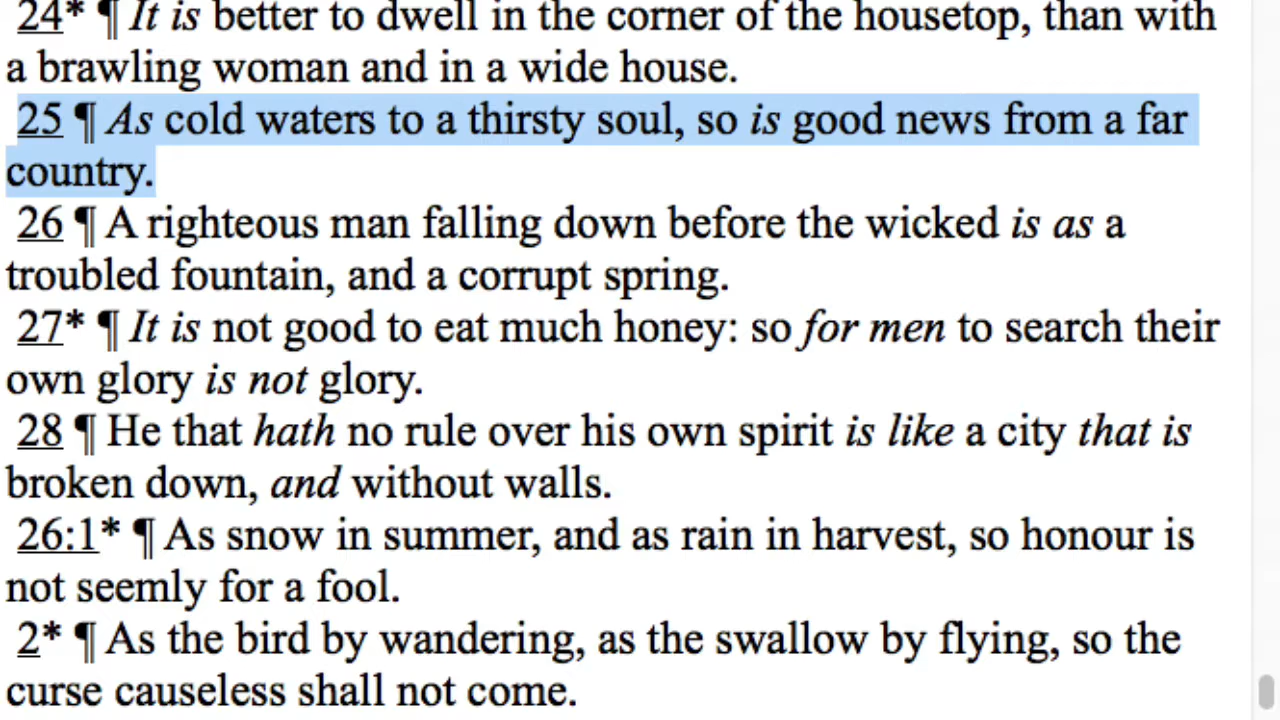 24* ¶ It is better to dwell in the corner of the housetop, than with
a brawling woman and in a wide house.
25 ¶ As cold waters to a thirsty soul, so is good news from a far
country.
26 ¶ A righteous man falling down before the wicked is as a
troubled fountain, and a corrupt spring.
27* ¶ It is not good to eat much honey: so for men to search their
own glory is not glory.
28 ¶ He that hath no rule over his own spirit is like a city that is
broken down, and without walls.
26:1* ¶ As snow in summer, and as rain in harvest, so honour is
not seemly for a fool.
2* ¶ As the bird by wandering, as the swallow by flying, so the
curse causeless shall not come.